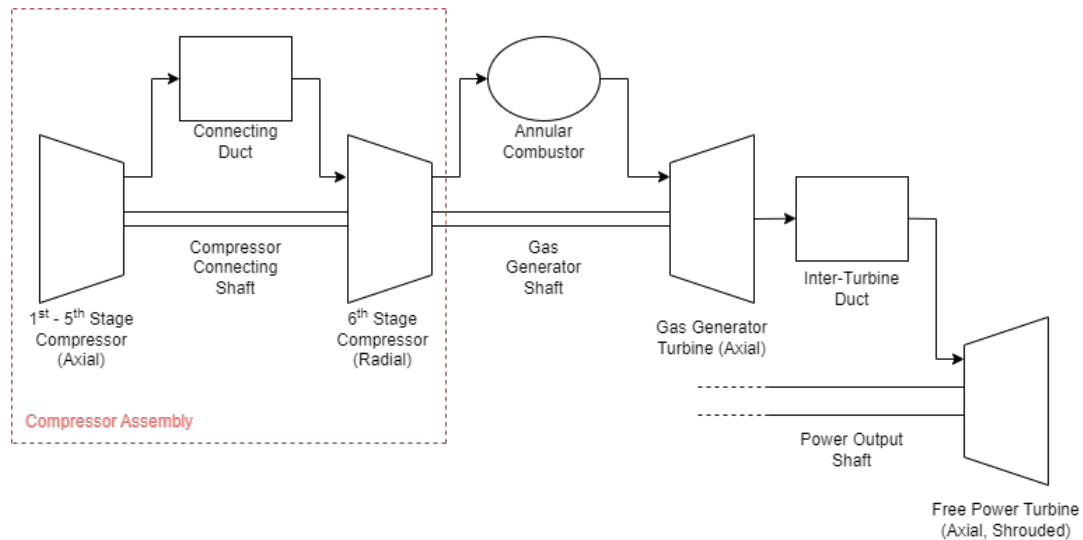 Connecting
Duct
Annular
Combustor
Compressor
Connecting
Shaft
Gas
Generator
Shaft
Inter-Turbine
Duct
1st - 5th Stage
Compressor
(Axial)
6th Stage
Compressor
(Radial)
Gas Generator
Turbine (Axial)
Compressor Assembly
Power Output
Shaft
Free Power Turbine
(Axial, Shrouded)